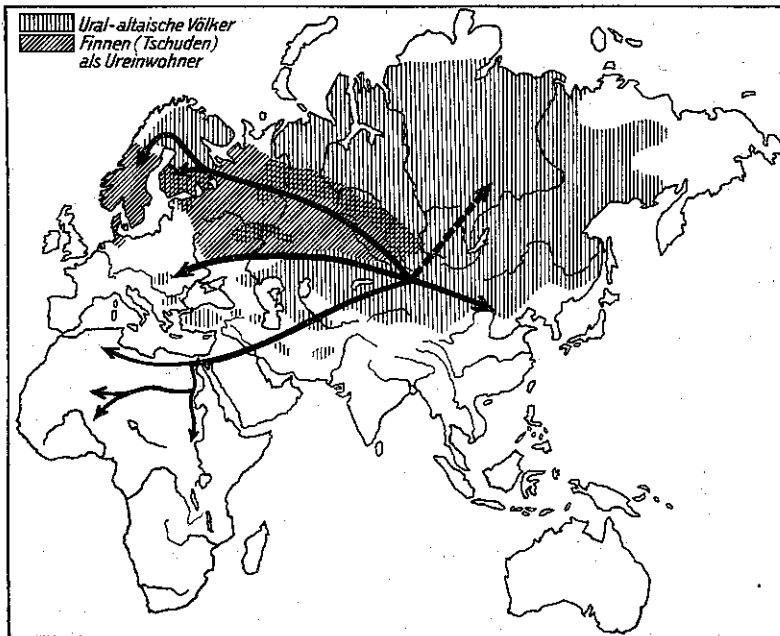 Ural-altaische Völker
Finnen (Tschuden)
als Ureinwohner